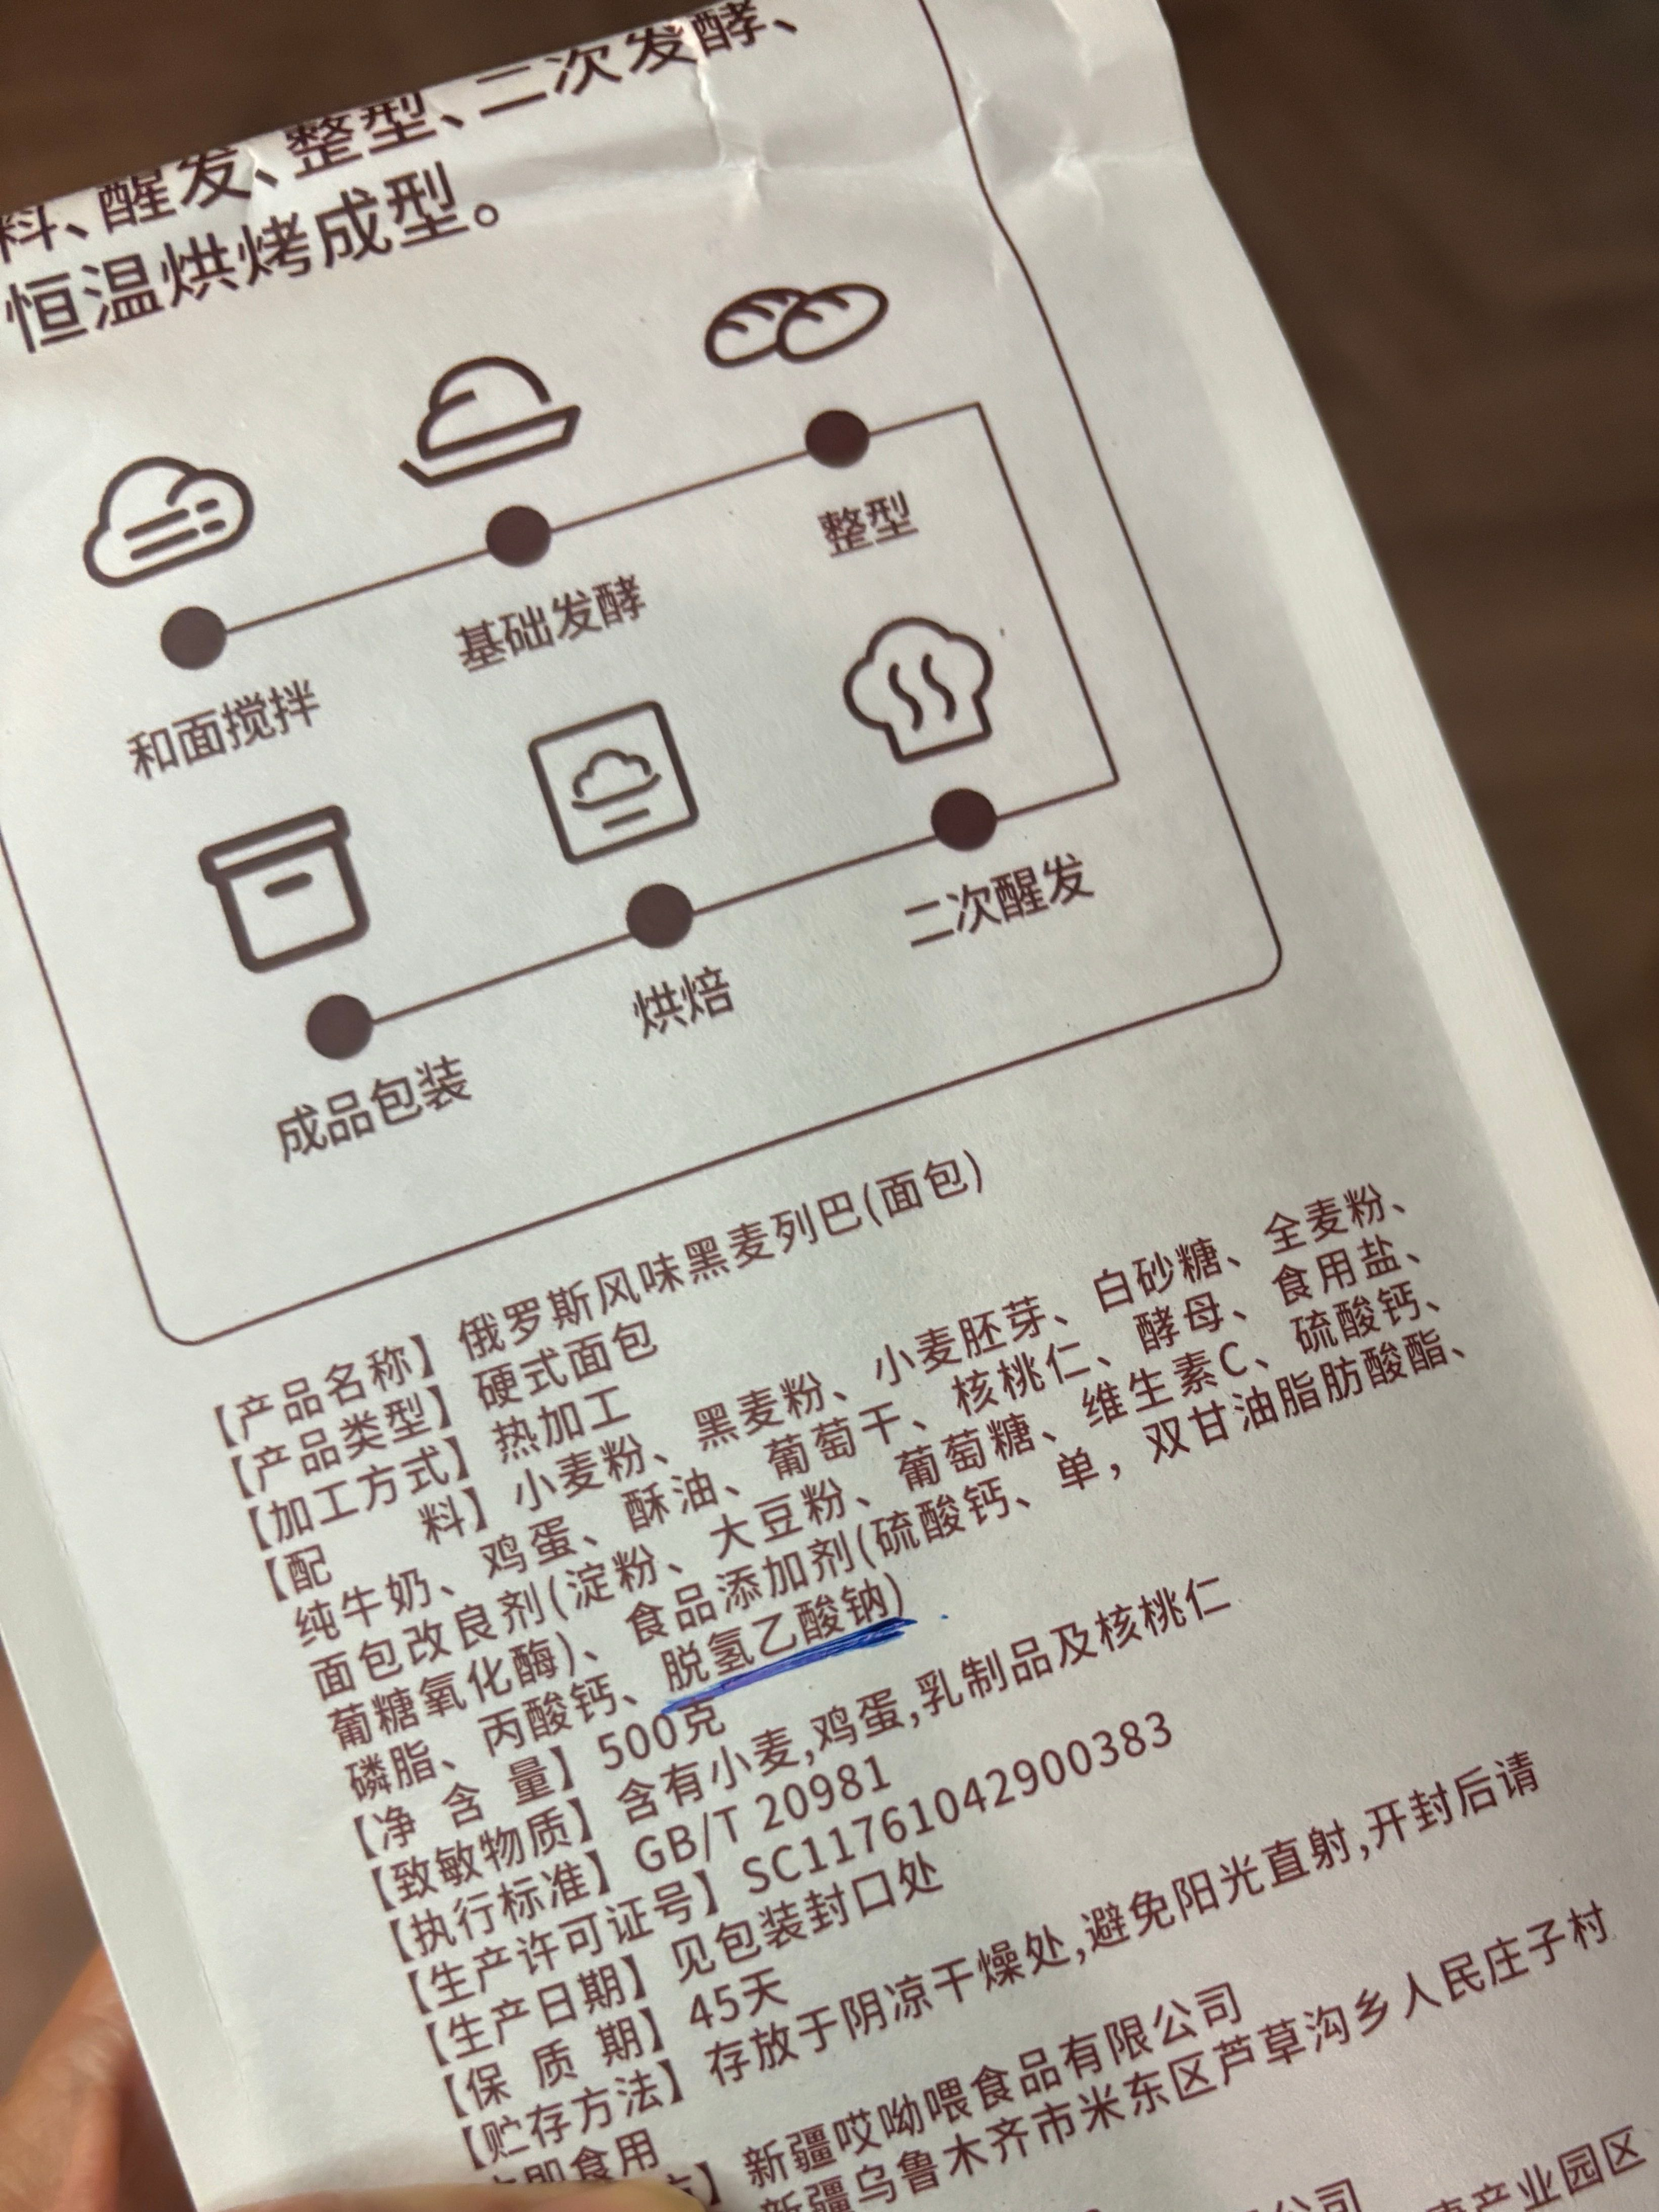 料、醒发、整型、二次发酵、
恒温烘烤成型。
和面搅拌
基础发酵
整型
二次醒发
烘焙
成品包装
【产品名称】俄罗斯风味黑麦列巴(面包)
【产品类型】硬式面包
【加工方式】热加工
【配 料】小麦粉、黑麦粉、小麦胚芽、白砂糖、全麦粉、
纯牛奶、鸡蛋、酥油、葡萄干、核桃仁、酵母、食用盐、
面包改良剂(淀粉、大豆粉、葡萄糖、维生素C、硫酸钙、
葡糖氧化酶)、食品添加剂(硫酸钙、单，双甘油脂肪酸酯、
磷脂、丙酸钙、脱氢乙酸钠)
【净 含 量】500克
【致敏物质】含有小麦,鸡蛋,乳制品及核桃仁
【执行标准】GB/T 20981
【生产许可证号】SC11761042900383
【生产日期】见包装封口处
【保 质 期】45天
【贮存方法】存放于阴凉干燥处,避免阳光直射,开封后请
立即食用
新疆哎呦喂食品有限公司
新疆乌鲁木齐市米东区芦草沟乡人民庄子村
公司
产业园区